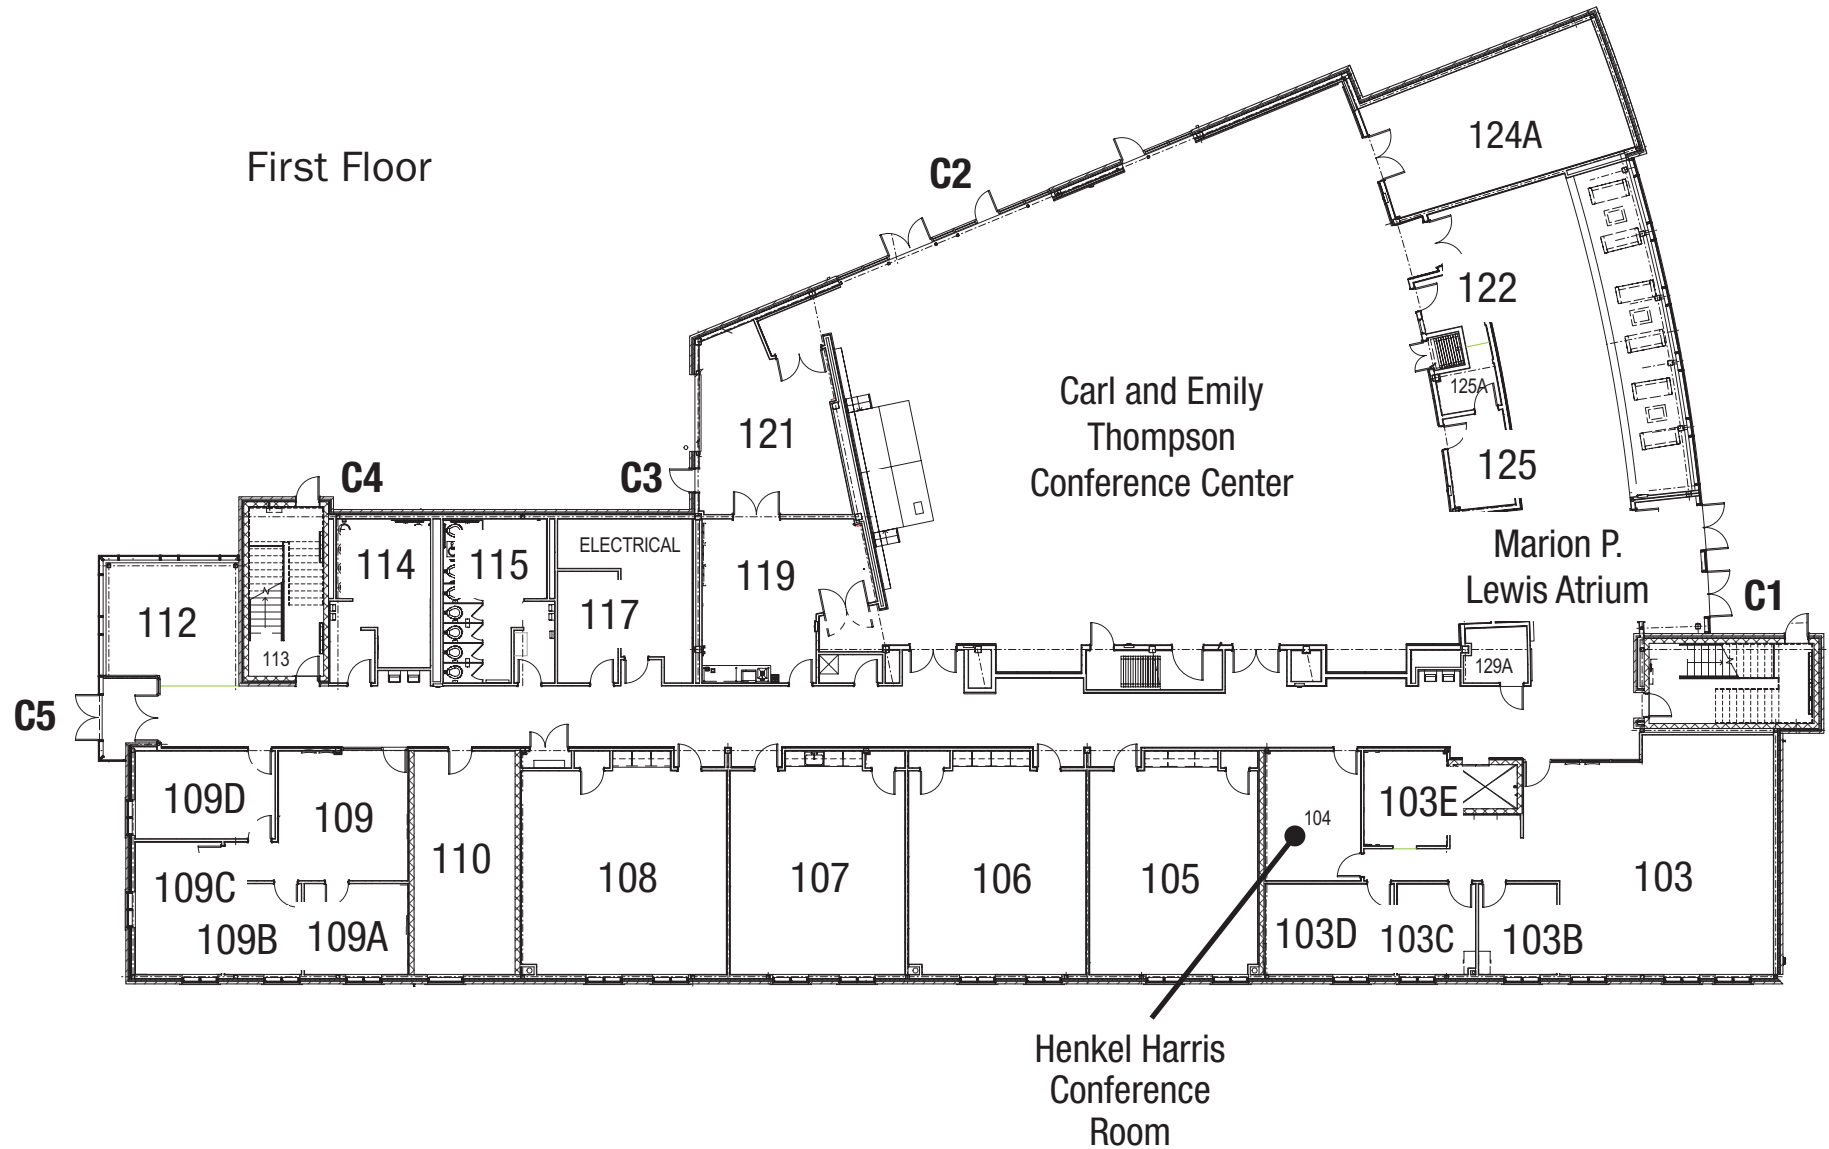 First Floor
C2
124A
122
125A
125
Carl and Emily
Thompson
Conference Center
121
C3
C4
Marion P.
Lewis Atrium
C1
ELECTRICAL
114
115
117
119
112
113
129A
C5
109D
109
109C
109B
109A
110
108
107
106
105
104
103E
103
103D
103C
103B
Henkel Harris
Conference
Room